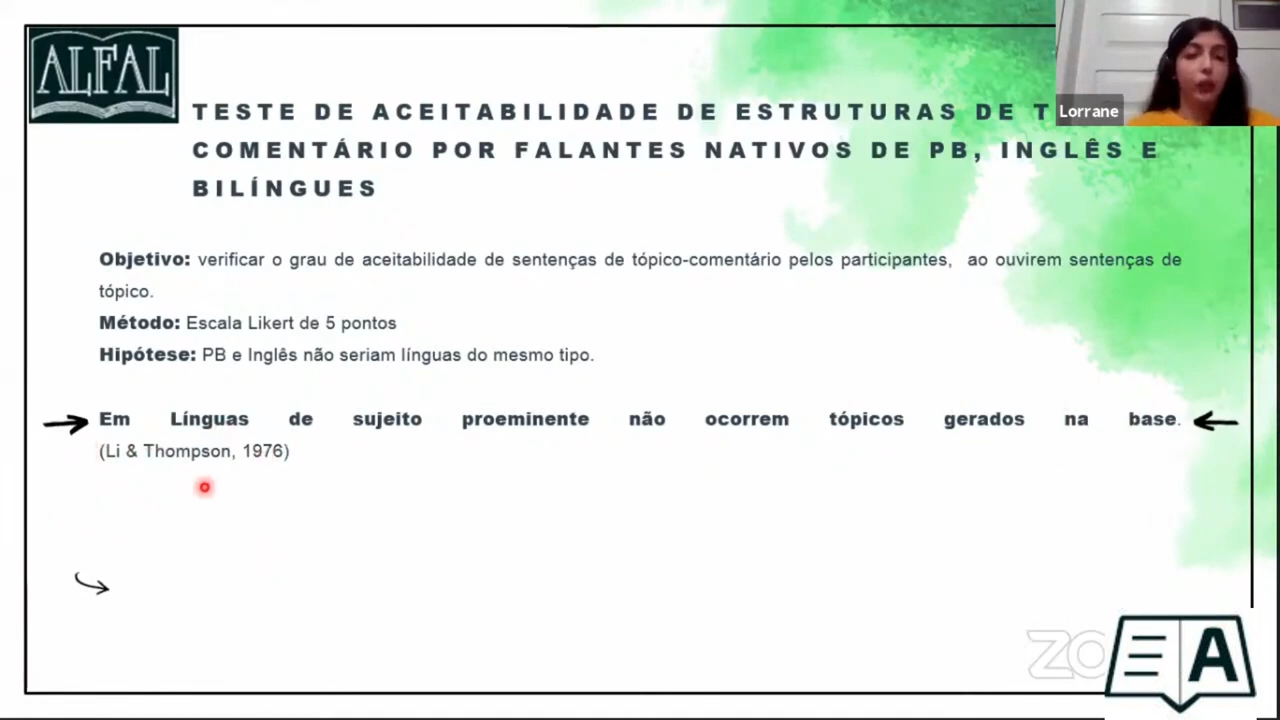 ALFAL
Lorrane
TESTE DE ACEITABILIDADE DE ESTRUTURAS DE
COMENTÁRIO POR FALANTES NATIVOS DE PB, INGLÊS E
BILÍNGUES
Objetivo: verificar o grau de aceitabilidade de sentenças de tópico-comentário pelos participantes, ao ouvirem sentenças de
tópico.
Método: Escala Likert de 5 pontos
Hipótese: PB e Inglês não seriam línguas do mesmo tipo.
Em Línguas de sujeito proeminente não ocorrem tópicos gerados na base.
(Li & Thompson, 1976)
A